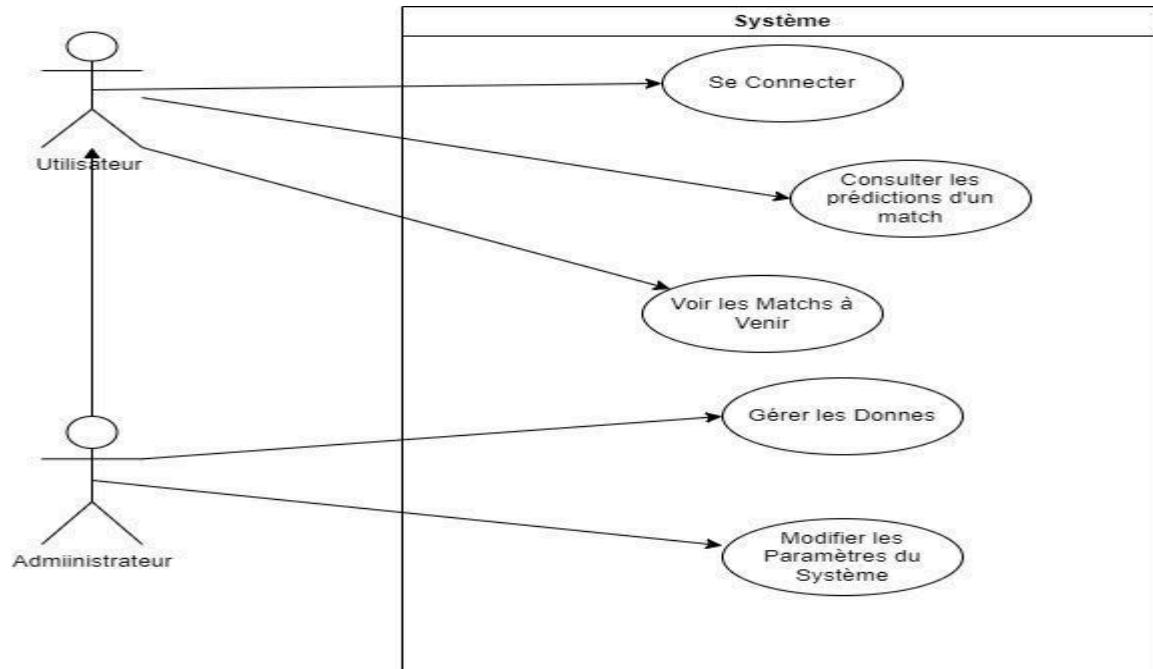 Système
Se Connecter
Utilisateur
Consulter les
prédictions d'un
match
Voir les Matchs à
Venir
Gérer les Donnes
Modifier les
Paramètres du
Système
Admiinistrateur